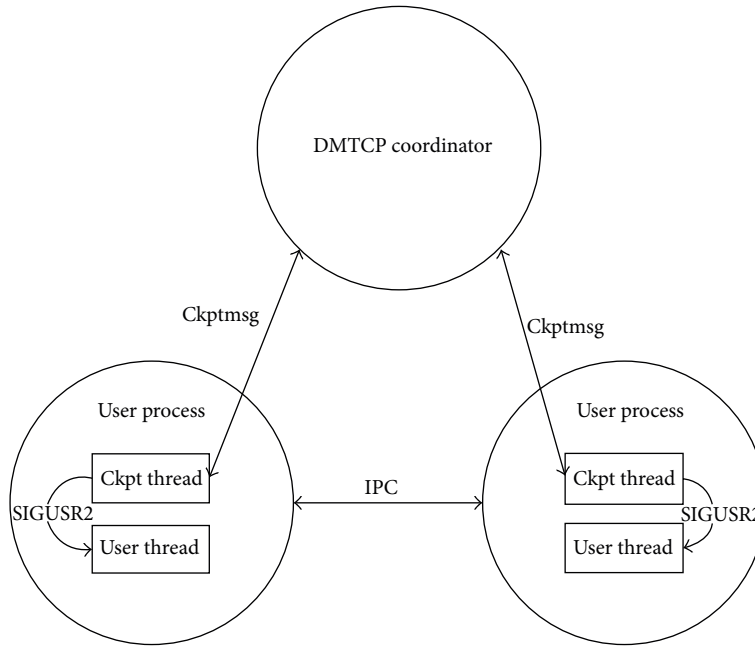 DMTCP coordinator
Ckptmsg
Ckptmsg
User process
User process
Ckpt thread
Ckpt thread
IPC
SIGUSR2
SIGUSR2
User thread
User thread